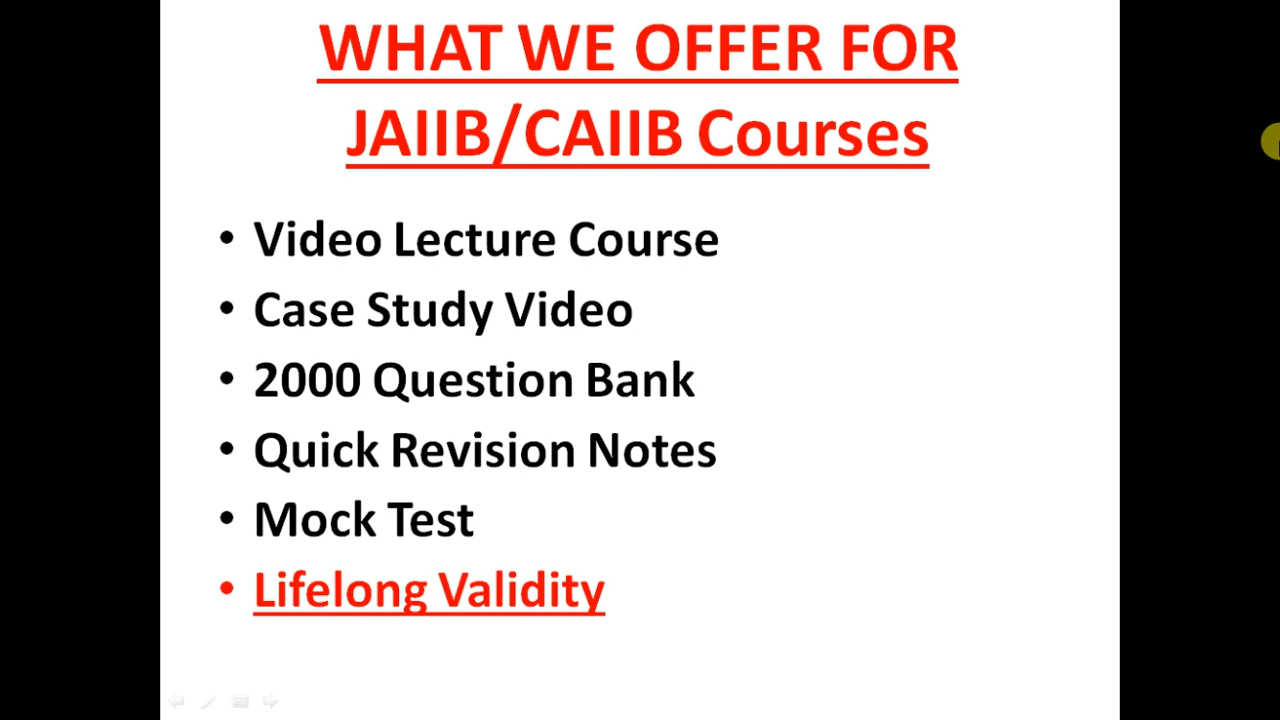 WHAT WE OFFER FOR
JAIIB/CAIIB Courses
• Video Lecture Course
• Case Study Video
• 2000 Question Bank
• Quick Revision Notes
• Mock Test
• Lifelong Validity